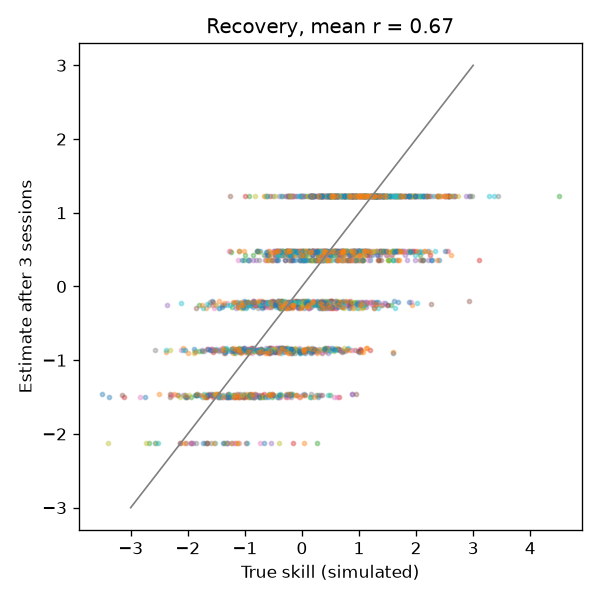 Recovery, mean r = 0.67
3
2
1
0
−1
−2
−3
Estimate after 3 sessions
−3 −2 −1 0 1 2 3 4
True skill (simulated)